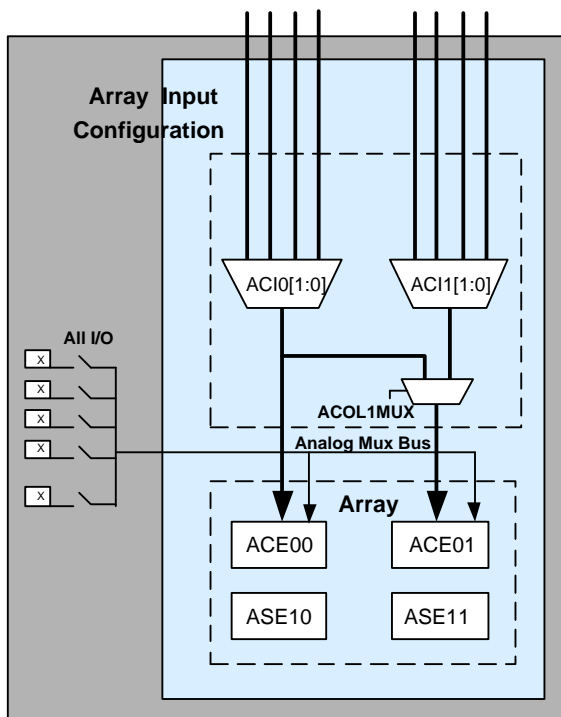 Array Input
Configuration
ACI0[1:0]
ACI1[1:0]
All I/O
X
X
X
X
X
ACOL1MUX
Analog Mux Bus
Array
ACE00
ACE01
ASE10
ASE11